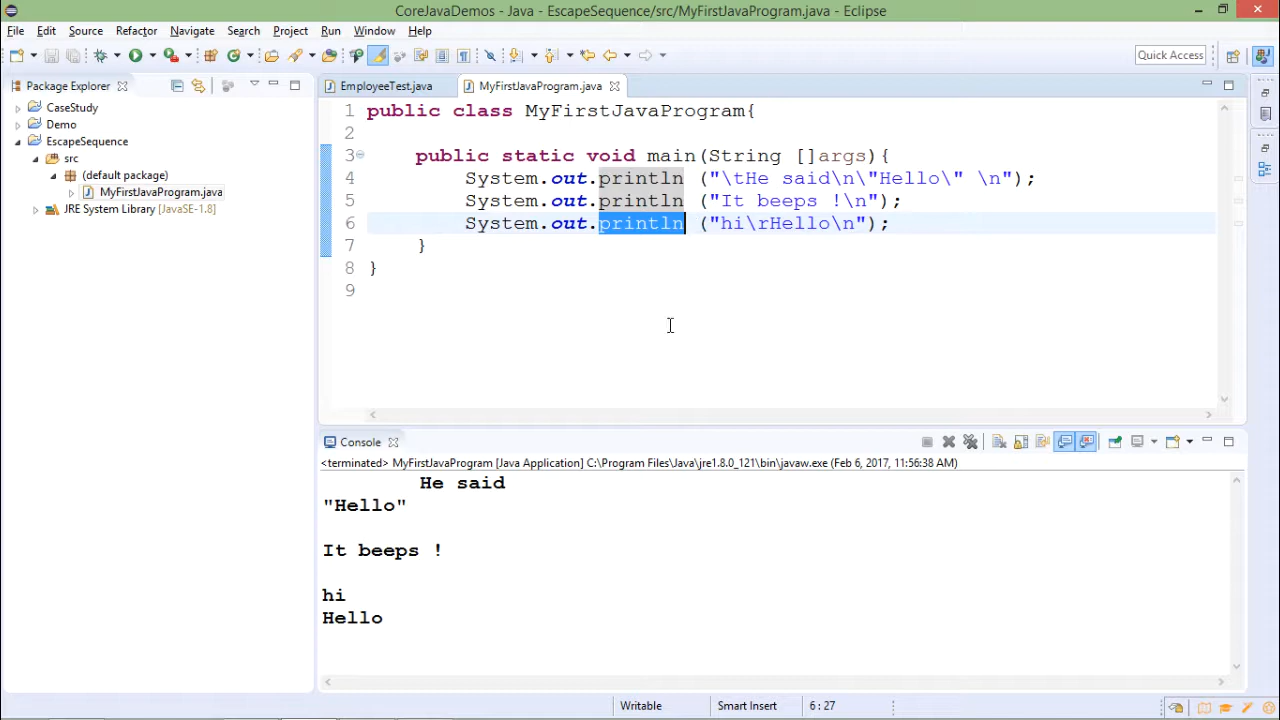 CoreJavaDemos - Java - EscapeSequence/src/MyFirstJavaProgram.java - Eclipse
File Edit Source Refactor Navigate Search Project Run Window Help
Quick Access
Package Explorer
CaseStudy
Demo
EscapeSequence
src
(default package)
MyFirstJavaProgram.java
JRE System Library [JavaSE-1.8]
EmployeeTest.java MyFirstJavaProgram.java
1 public class MyFirstJavaProgram{
2
3 public static void main(String []args){
4 System.out.println ("\tHe said\n\"Hello\" \n");
5 System.out.println ("It beeps !\n");
6 System.out.println ("hi\rHello\n");
7 }
8 }
9
Console
<terminated> MyFirstJavaProgram [Java Application] C:\Program Files\Java\jre1.8.0_121\bin\javaw.exe (Feb 6, 2017, 11:56:38 AM)
He said
"Hello"
It beeps !
hi
Hello
Writable Smart Insert 6 : 27